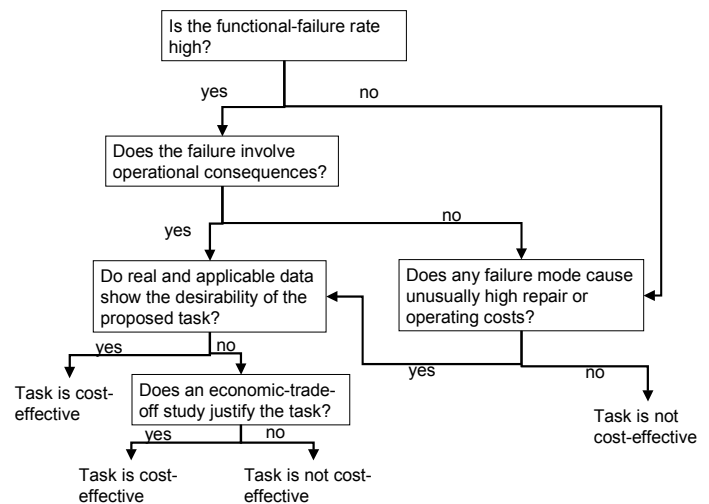 Is the functional-failure rate
high?
yes
no
Does the failure involve
operational consequences?
yes
no
Do real and applicable data
show the desirability of the
proposed task?
Does any failure mode cause
unusually high repair or
operating costs?
yes
no
yes
no
Task is cost-
effective
Does an economic-trade-
off study justify the task?
Task is not
cost-effective
yes
no
Task is cost-
effective
Task is not cost-
effective